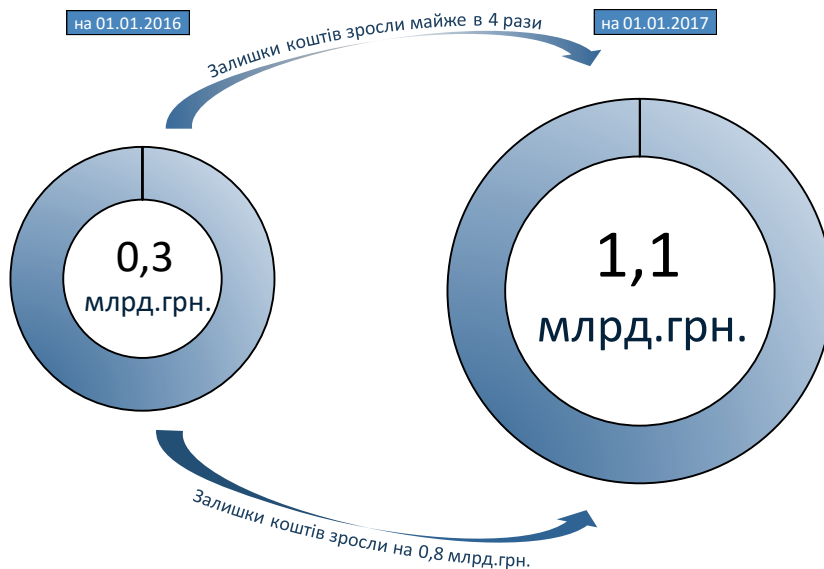 на 01.01.2016
Залишки коштів зросли майже в 4 рази
на 01.01.2017
0,3
млрд.грн.
1,1
млрд.грн.
Залишки коштів зросли на 0,8 млрд.грн.